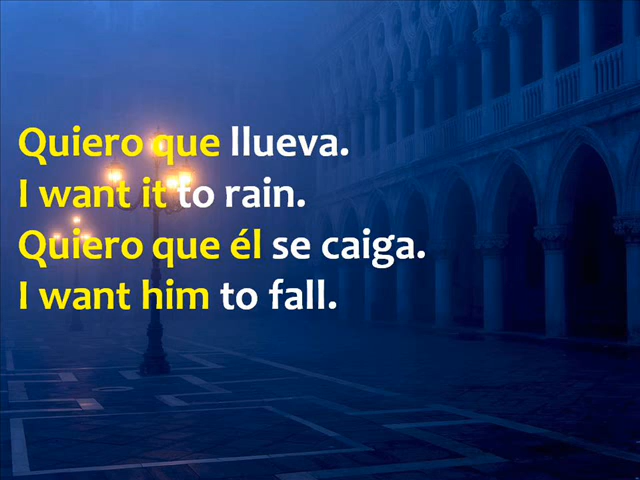 Quiero que llueva.
I want it to rain.
Quiero que él se caiga.
I want him to fall.